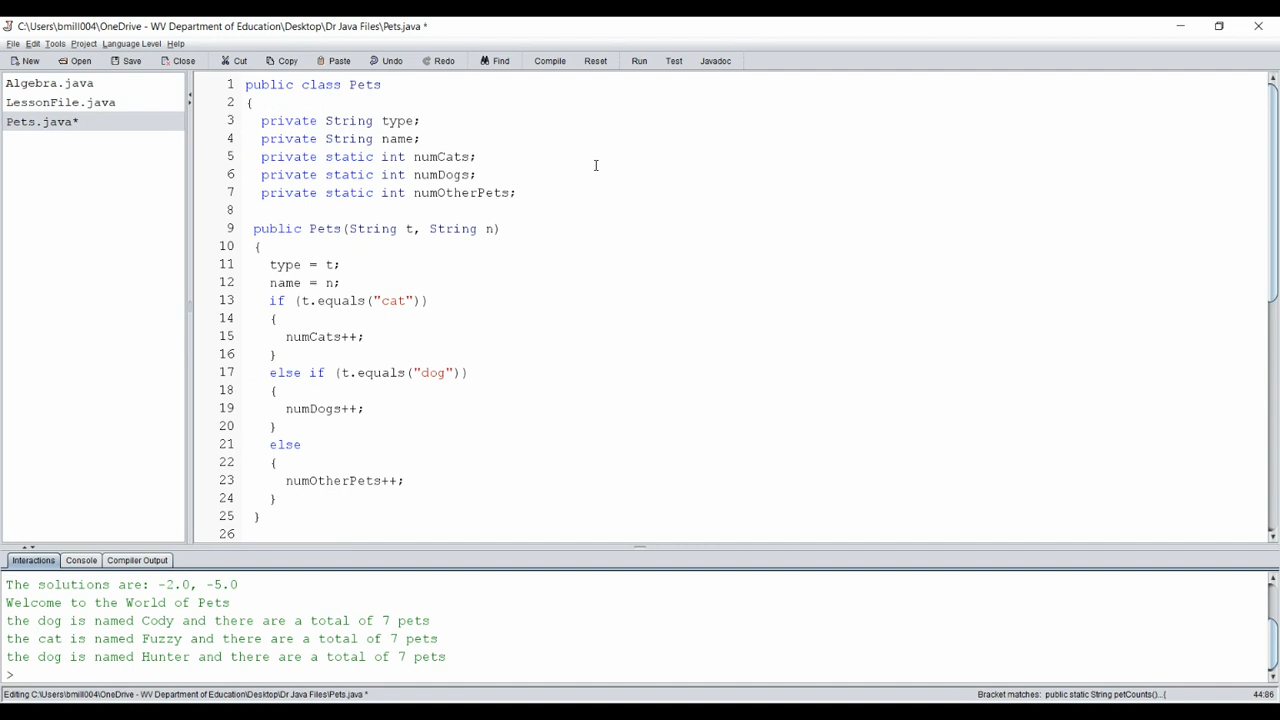 C:\Users\bmill004\OneDrive - WV Department of Education\Desktop\Dr Java Files\Pets.java *
File Edit Tools Project Language Level Help
New Open Save Close Cut Copy Paste Undo Redo Find Compile Reset Run Test Javadoc
Algebra.java
LessonFile.java
Pets.java*
1 public class Pets
2 {
3   private String type;
4   private String name;
5   private static int numCats;
6   private static int numDogs;
7   private static int numOtherPets;
8
9  public Pets(String t, String n)
10  {
11    type = t;
12    name = n;
13    if (t.equals("cat"))
14    {
15      numCats++;
16    }
17    else if (t.equals("dog"))
18    {
19      numDogs++;
20    }
21    else
22    {
23      numOtherPets++;
24    }
25  }
26
Interactions Console Compiler Output
The solutions are: -2.0, -5.0
Welcome to the World of Pets
the dog is named Cody and there are a total of 7 pets
the cat is named Fuzzy and there are a total of 7 pets
the dog is named Hunter and there are a total of 7 pets
>
Editing C:\Users\bmill004\OneDrive - WV Department of Education\Desktop\Dr Java Files\Pets.java * Bracket matches: public static String petCounts()...{ 44:86